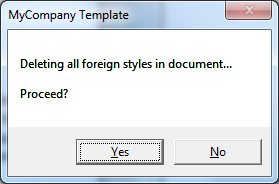 MyCompany Template
Deleting all foreign styles in document...
Proceed?
Yes No